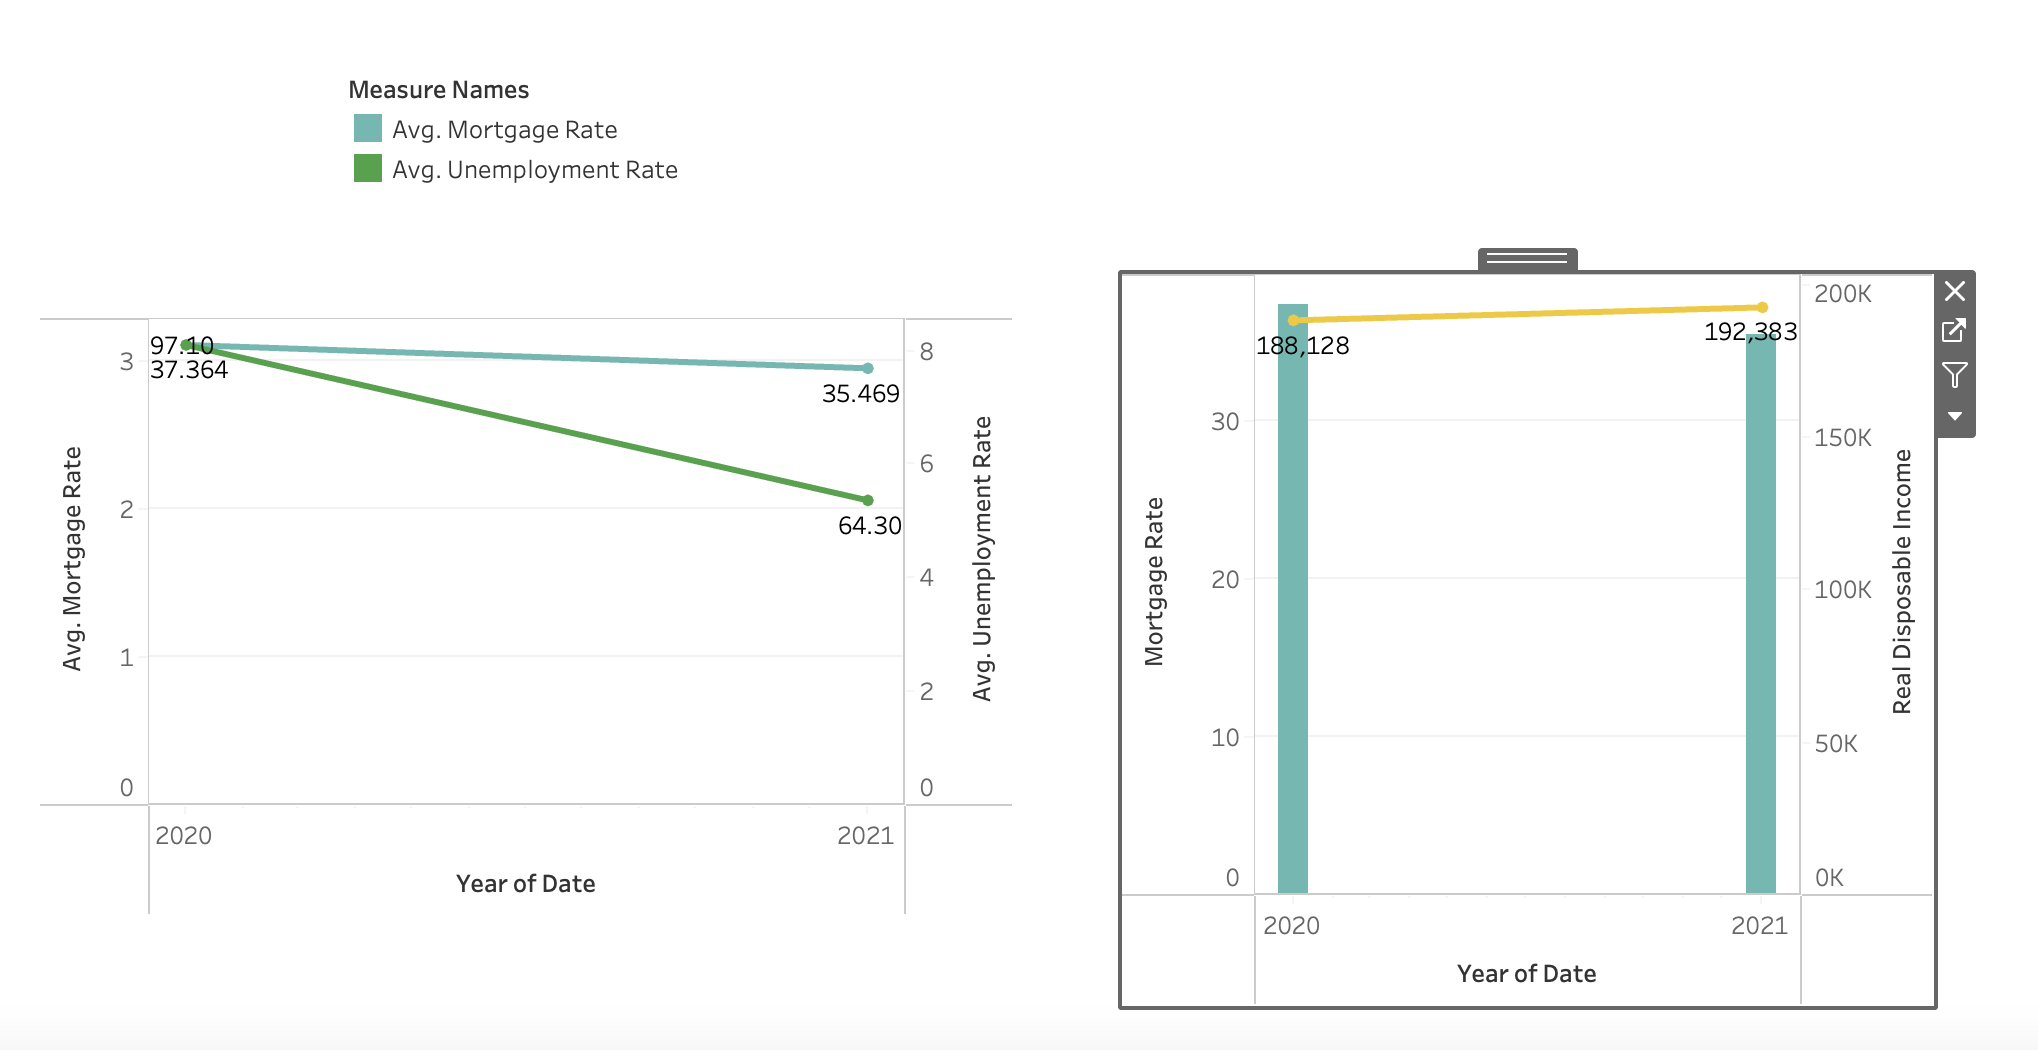 Measure Names
Avg. Mortgage Rate
Avg. Unemployment Rate
Avg. Mortgage Rate
3
2
1
0
97.10
37.364
35.469
64.30
8
6
4
2
0
Avg. Unemployment Rate
2020
2021
Year of Date
Mortgage Rate
30
20
10
0
188,128
192,383
200K
150K
100K
50K
0K
Real Disposable Income
2020
2021
Year of Date